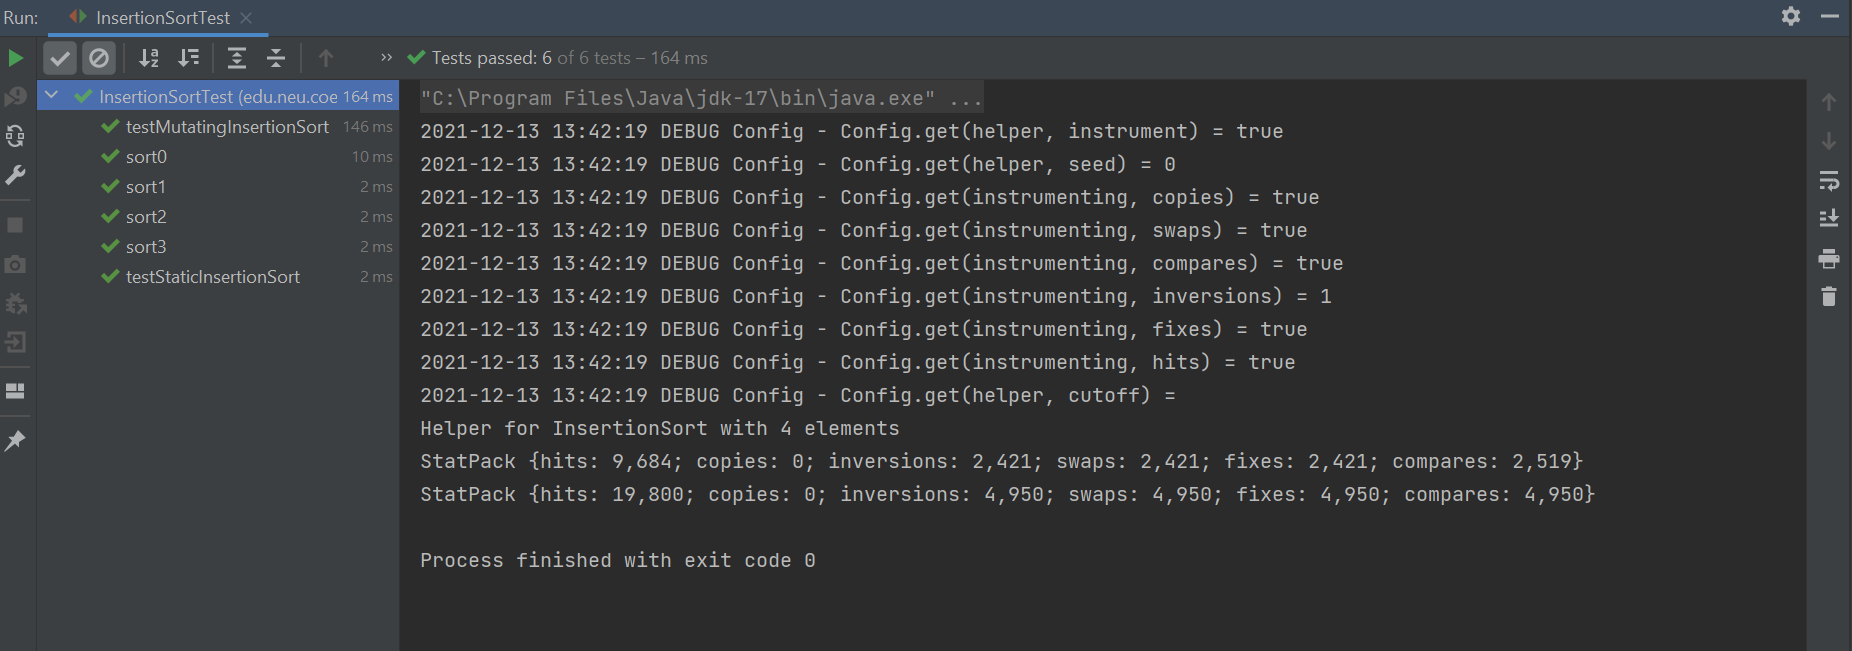 Run: InsertionSortTest
» Tests passed: 6 of 6 tests – 164 ms
InsertionSortTest (edu.neu.coe 164 ms
testMutatingInsertionSort 146 ms
sort0 10 ms
sort1 2 ms
sort2 2 ms
sort3 2 ms
testStaticInsertionSort 2 ms
"C:\Program Files\Java\jdk-17\bin\java.exe" ...
2021-12-13 13:42:19 DEBUG Config - Config.get(helper, instrument) = true
2021-12-13 13:42:19 DEBUG Config - Config.get(helper, seed) = 0
2021-12-13 13:42:19 DEBUG Config - Config.get(instrumenting, copies) = true
2021-12-13 13:42:19 DEBUG Config - Config.get(instrumenting, swaps) = true
2021-12-13 13:42:19 DEBUG Config - Config.get(instrumenting, compares) = true
2021-12-13 13:42:19 DEBUG Config - Config.get(instrumenting, inversions) = 1
2021-12-13 13:42:19 DEBUG Config - Config.get(instrumenting, fixes) = true
2021-12-13 13:42:19 DEBUG Config - Config.get(instrumenting, hits) = true
2021-12-13 13:42:19 DEBUG Config - Config.get(helper, cutoff) =
Helper for InsertionSort with 4 elements
StatPack {hits: 9,684; copies: 0; inversions: 2,421; swaps: 2,421; fixes: 2,421; compares: 2,519}
StatPack {hits: 19,800; copies: 0; inversions: 4,950; swaps: 4,950; fixes: 4,950; compares: 4,950}
Process finished with exit code 0